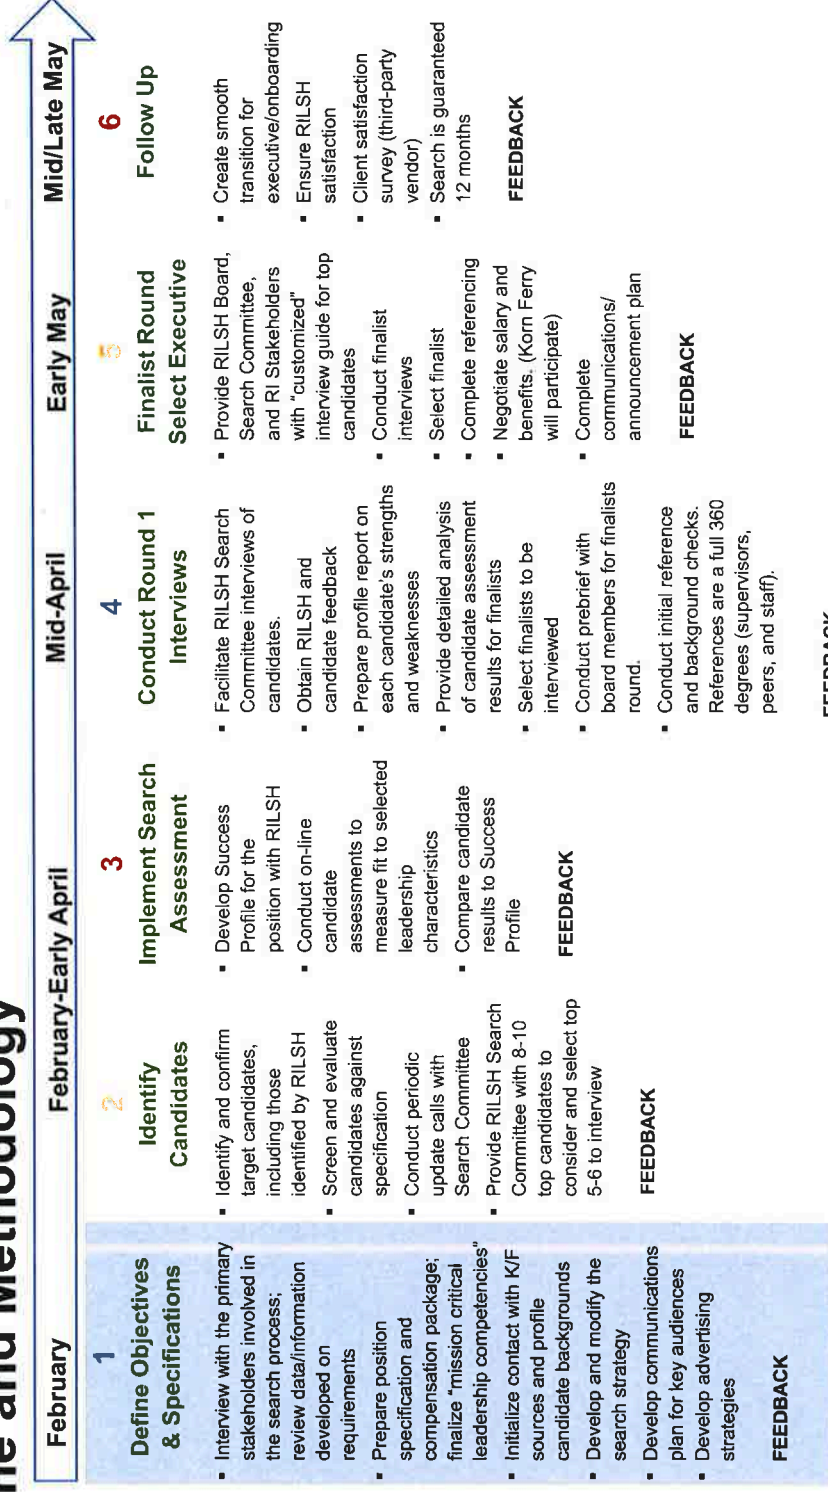 ne and Methodology
February
February-Early April
Mid-April
Early May
Mid/Late May
1
Define Objectives
& Specifications
▪ Interview with the primary
stakeholders involved in
the search process;
review data/information
developed on
requirements
▪ Prepare position
specification and
compensation package;
finalize "mission critical
leadership competencies"
▪ Initialize contact with K/F
sources and profile
candidate backgrounds
▪ Develop and modify the
search strategy
▪ Develop communications
plan for key audiences
▪ Develop advertising
strategies
FEEDBACK
2
Identify
Candidates
▪ Identify and confirm
target candidates,
including those
identified by RILSH
▪ Screen and evaluate
candidates against
specification
▪ Conduct periodic
update calls with
Search Committee
▪ Provide RILSH Search
Committee with 8-10
top candidates to
consider and select top
5-6 to interview
FEEDBACK
3
Implement Search
Assessment
▪ Develop Success
Profile for the
position with RILSH
▪ Conduct on-line
candidate
assessments to
measure fit to selected
leadership
characteristics
▪ Compare candidate
results to Success
Profile
FEEDBACK
4
Conduct Round 1
Interviews
▪ Facilitate RILSH Search
Committee interviews of
candidates.
▪ Obtain RILSH and
candidate feedback
▪ Prepare profile report on
each candidate's strengths
and weaknesses
▪ Provide detailed analysis
of candidate assessment
results for finalists
▪ Select finalists to be
interviewed
▪ Conduct prebrief with
board members for finalists
round.
▪ Conduct initial reference
and background checks.
References are a full 360
degrees (supervisors,
peers, and staff).
FEEDBACK
5
Finalist Round
Select Executive
▪ Provide RILSH Board,
Search Committee,
and RI Stakeholders
with "customized"
interview guide for top
candidates
▪ Conduct finalist
interviews
▪ Select finalist
▪ Complete referencing
▪ Negotiate salary and
benefits. (Korn Ferry
will participate)
▪ Complete
communications/
announcement plan
FEEDBACK
6
Follow Up
▪ Create smooth
transition for
executive/onboarding
▪ Ensure RILSH
satisfaction
▪ Client satisfaction
survey (third-party
vendor)
▪ Search is guaranteed
12 months
FEEDBACK